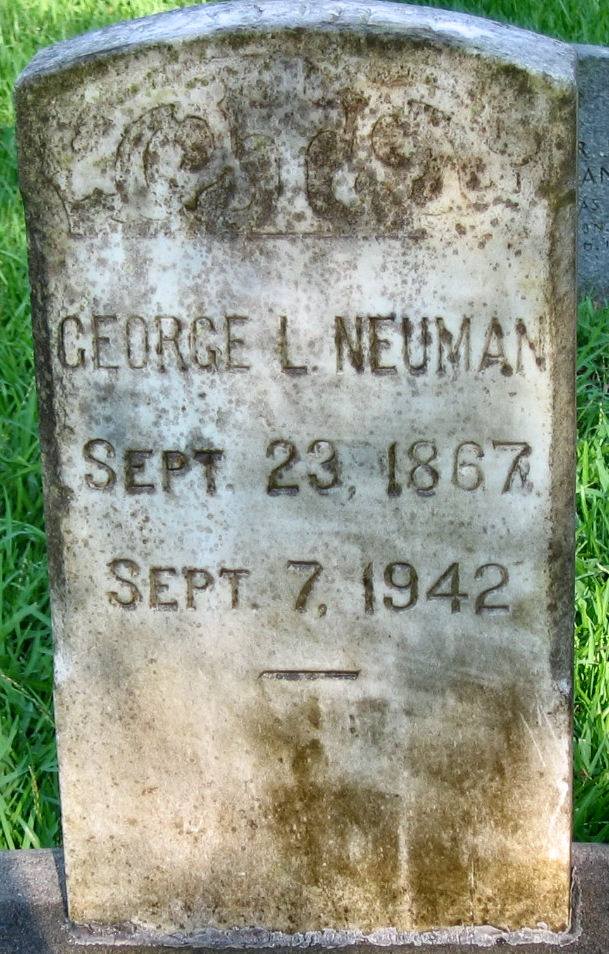 GEORGE L. NEUMAN
SEPT. 23, 1867
SEPT. 7, 1942